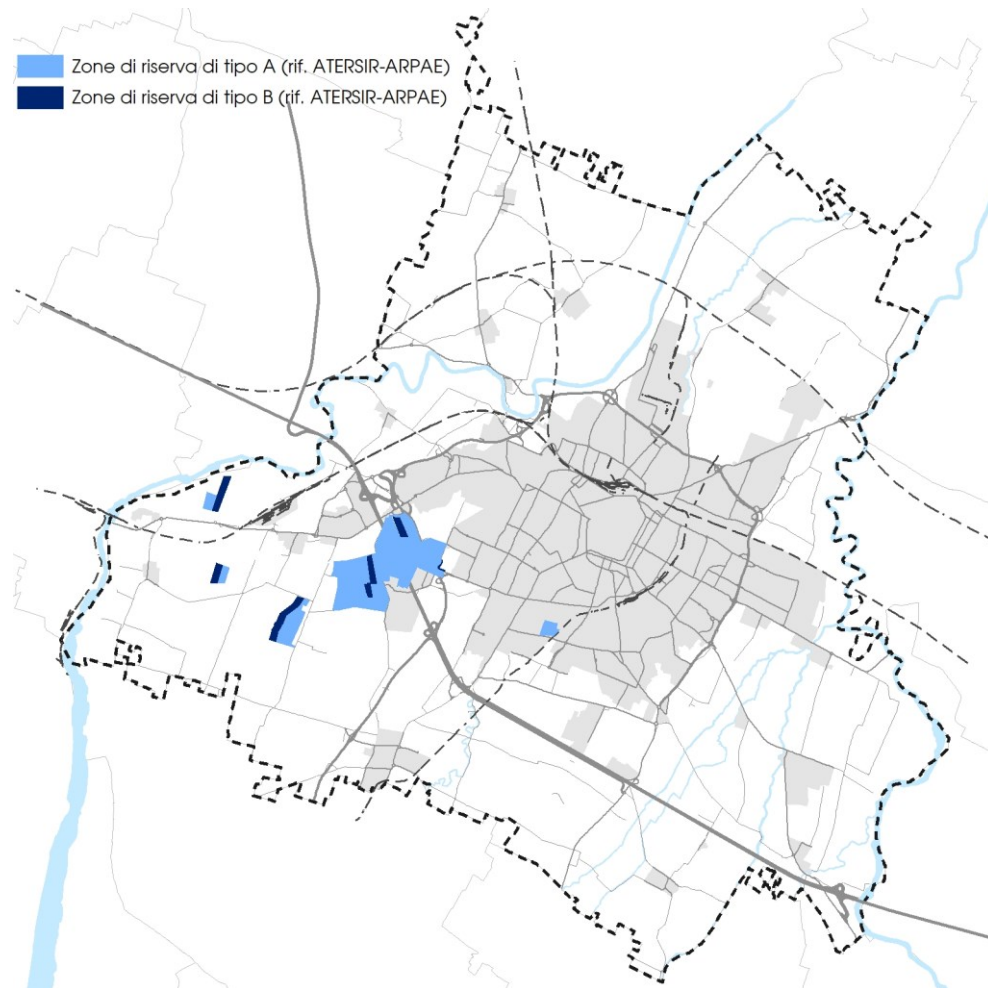 Zone di riserva di tipo A (rif. ATERSIR-ARPAE)
Zone di riserva di tipo B (rif. ATERSIR-ARPAE)